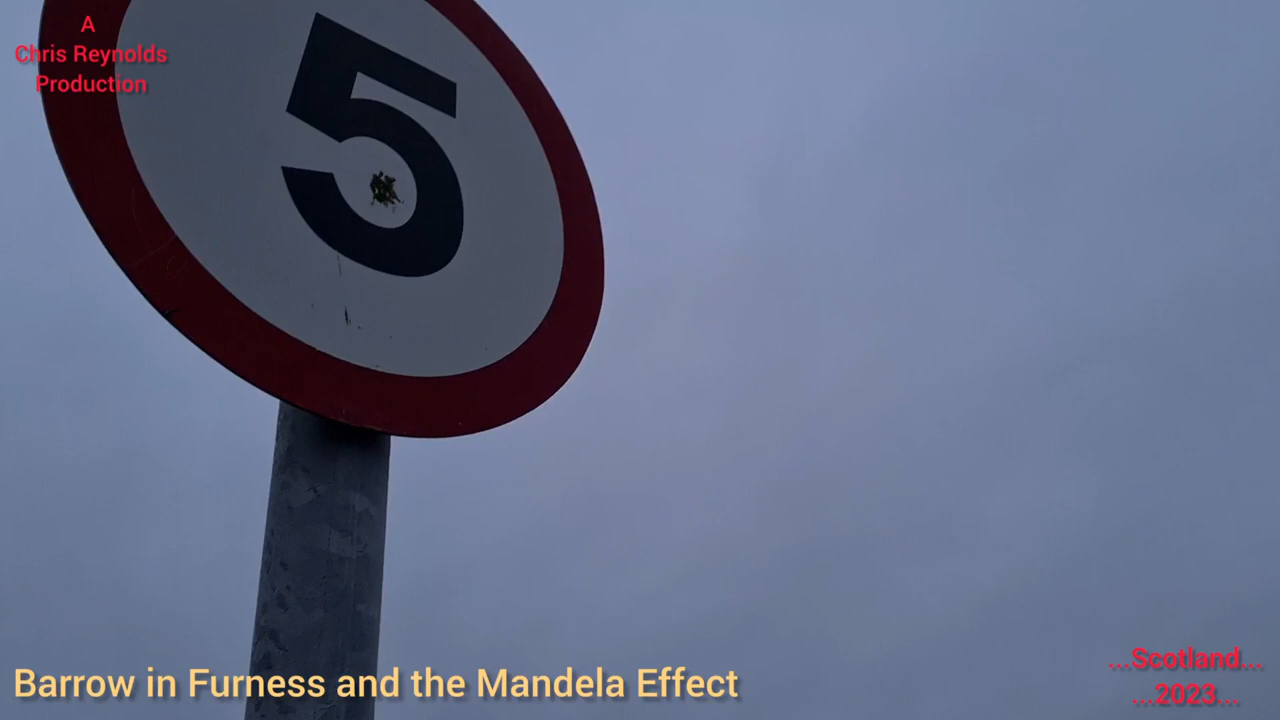 A
Chris Reynolds
Production
5
Barrow in Furness and the Mandela Effect
...Scotland...
...2023...